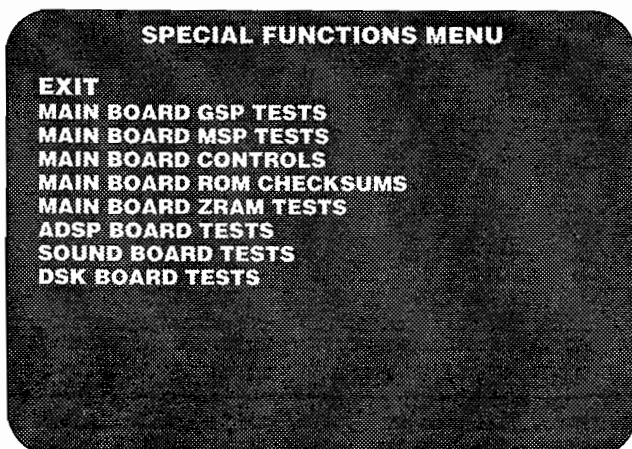 SPECIAL FUNCTIONS MENU
EXIT
MAIN BOARD GSP TESTS
MAIN BOARD MSP TESTS
MAIN BOARD CONTROLS
MAIN BOARD ROM CHECKSUMS
MAIN BOARD ZRAM TESTS
ADSP BOARD TESTS
SOUND BOARD TESTS
DSK BOARD TESTS